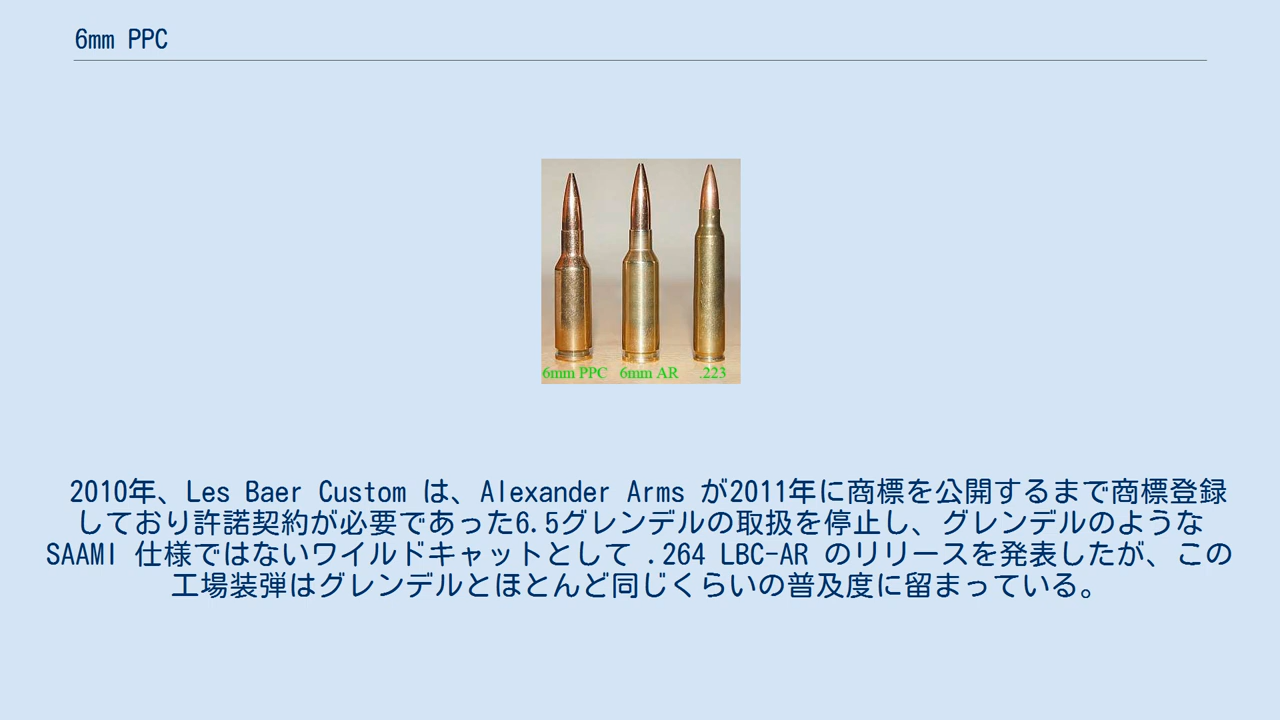 6mm PPC
6mm PPC 6mm AR .223
2010年、Les Baer Custom は、Alexander Arms が2011年に商標を公開するまで商標登録
しており許諾契約が必要であった6.5グレンデルの取扱を停止し、グレンデルのような
SAAMI 仕様ではないワイルドキャットとして .264 LBC-AR のリリースを発表したが、この
工場装弾はグレンデルとほとんど同じくらいの普及度に留まっている。